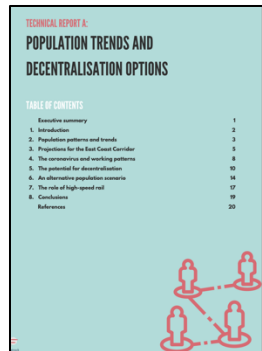 TECHNICAL REPORT A:
POPULATION TRENDS AND
DECENTRALISATION OPTIONS
TABLE OF CONTENTS
Executive summary 1
1. Introduction 2
2. Population patterns and trends 3
3. Projections for the East Coast Corridor 5
4. The coronavirus and working patterns 8
5. The potential for decentralisation 10
6. An alternative population scenario 14
7. The role of high-speed rail 17
8. Conclusions 19
References 20